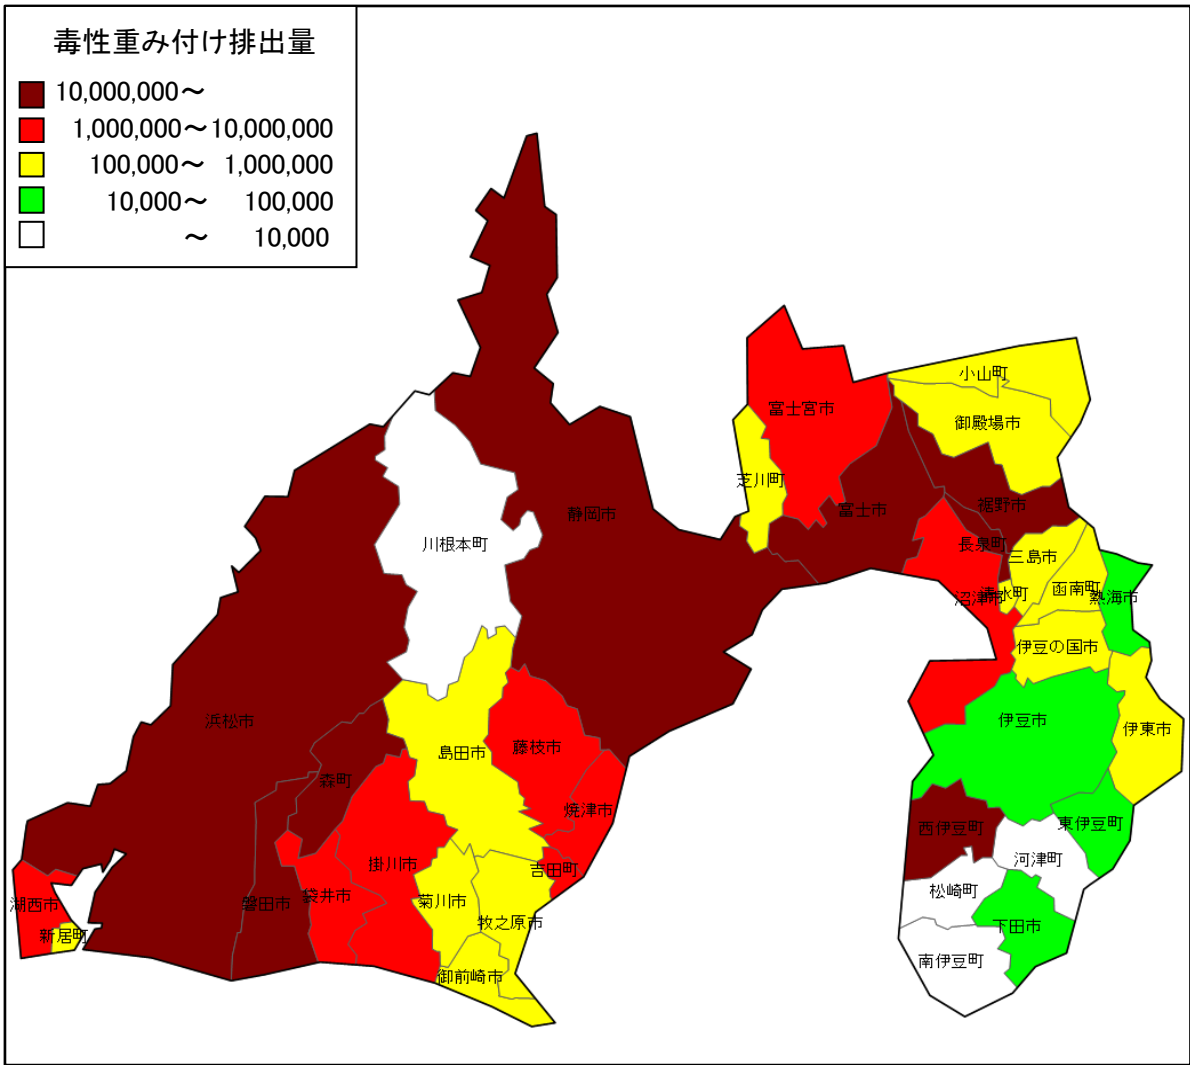 毒性重み付け排出量
10,000,000～
1,000,000～10,000,000
100,000～ 1,000,000
10,000～ 100,000
～ 10,000
小山町
富士宮市
御殿場市
芝川町
裾野市
富士市
静岡市
長泉町
川根本町
三島市
函南町
清水町
熱海市
沼津市
伊豆の国市
伊豆市
浜松市
伊東市
藤枝市
島田市
森町
焼津市
東伊豆町
西伊豆町
河津町
掛川市
吉田町
松崎町
袋井市
菊川市
磐田市
湖西市
牧之原市
下田市
新居町
南伊豆町
御前崎市